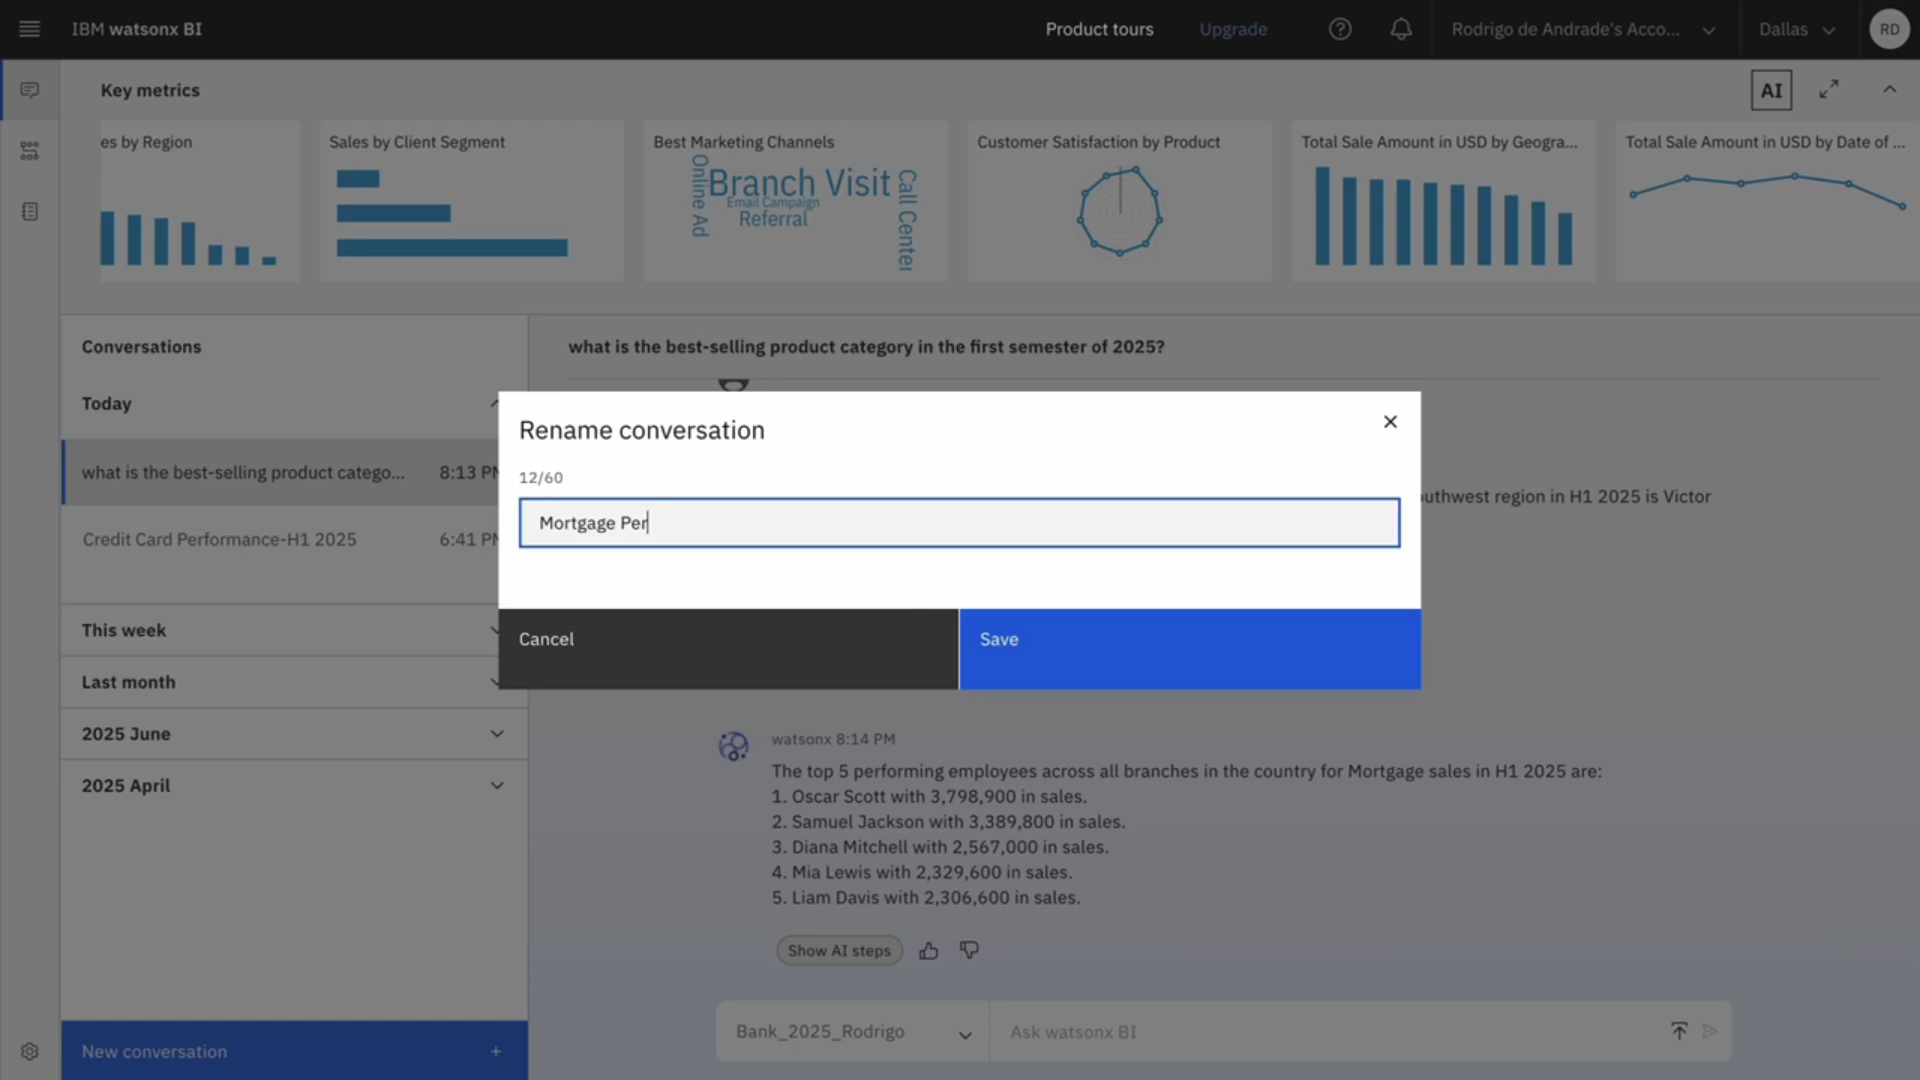 IBM watsonx BI
Product tours
Upgrade
Rodrigo de Andrade's Acco...
Dallas
RD
Key metrics
AI
es by Region
Sales by Client Segment
Best Marketing Channels
Online Ad
Branch Visit
Email Campaign
Referral
Call Center
Customer Satisfaction by Product
Total Sale Amount in USD by Geogra...
Total Sale Amount in USD by Date of ...
Conversations
Today
what is the best-selling product catego...
8:13 PM
Credit Card Performance-H1 2025
6:41 PM
This week
Last month
2025 June
2025 April
New conversation +
what is the best-selling product category in the first semester of 2025?
uthwest region in H1 2025 is Victor
Rename conversation
12/60
Mortgage Per
Cancel
Save
watsonx 8:14 PM
The top 5 performing employees across all branches in the country for Mortgage sales in H1 2025 are:
1. Oscar Scott with 3,798,900 in sales.
2. Samuel Jackson with 3,389,800 in sales.
3. Diana Mitchell with 2,567,000 in sales.
4. Mia Lewis with 2,329,600 in sales.
5. Liam Davis with 2,306,600 in sales.
Show AI steps
Bank_2025_Rodrigo
Ask watsonx BI